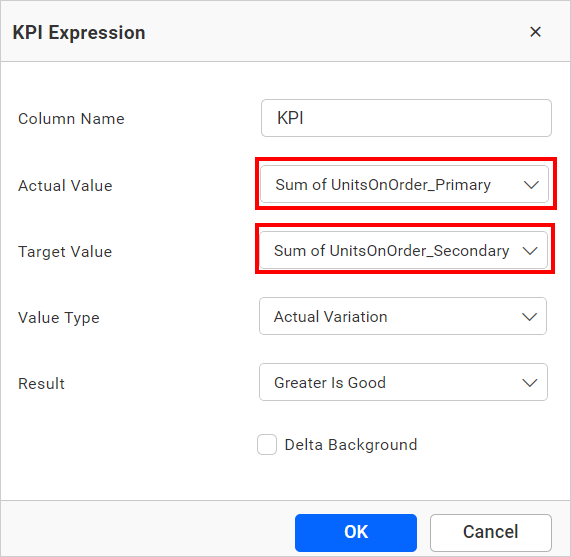 KPI Expression
Column Name
KPI
Actual Value
Sum of UnitsOnOrder_Primary
Target Value
Sum of UnitsOnOrder_Secondary
Value Type
Actual Variation
Result
Greater Is Good
Delta Background
OK
Cancel